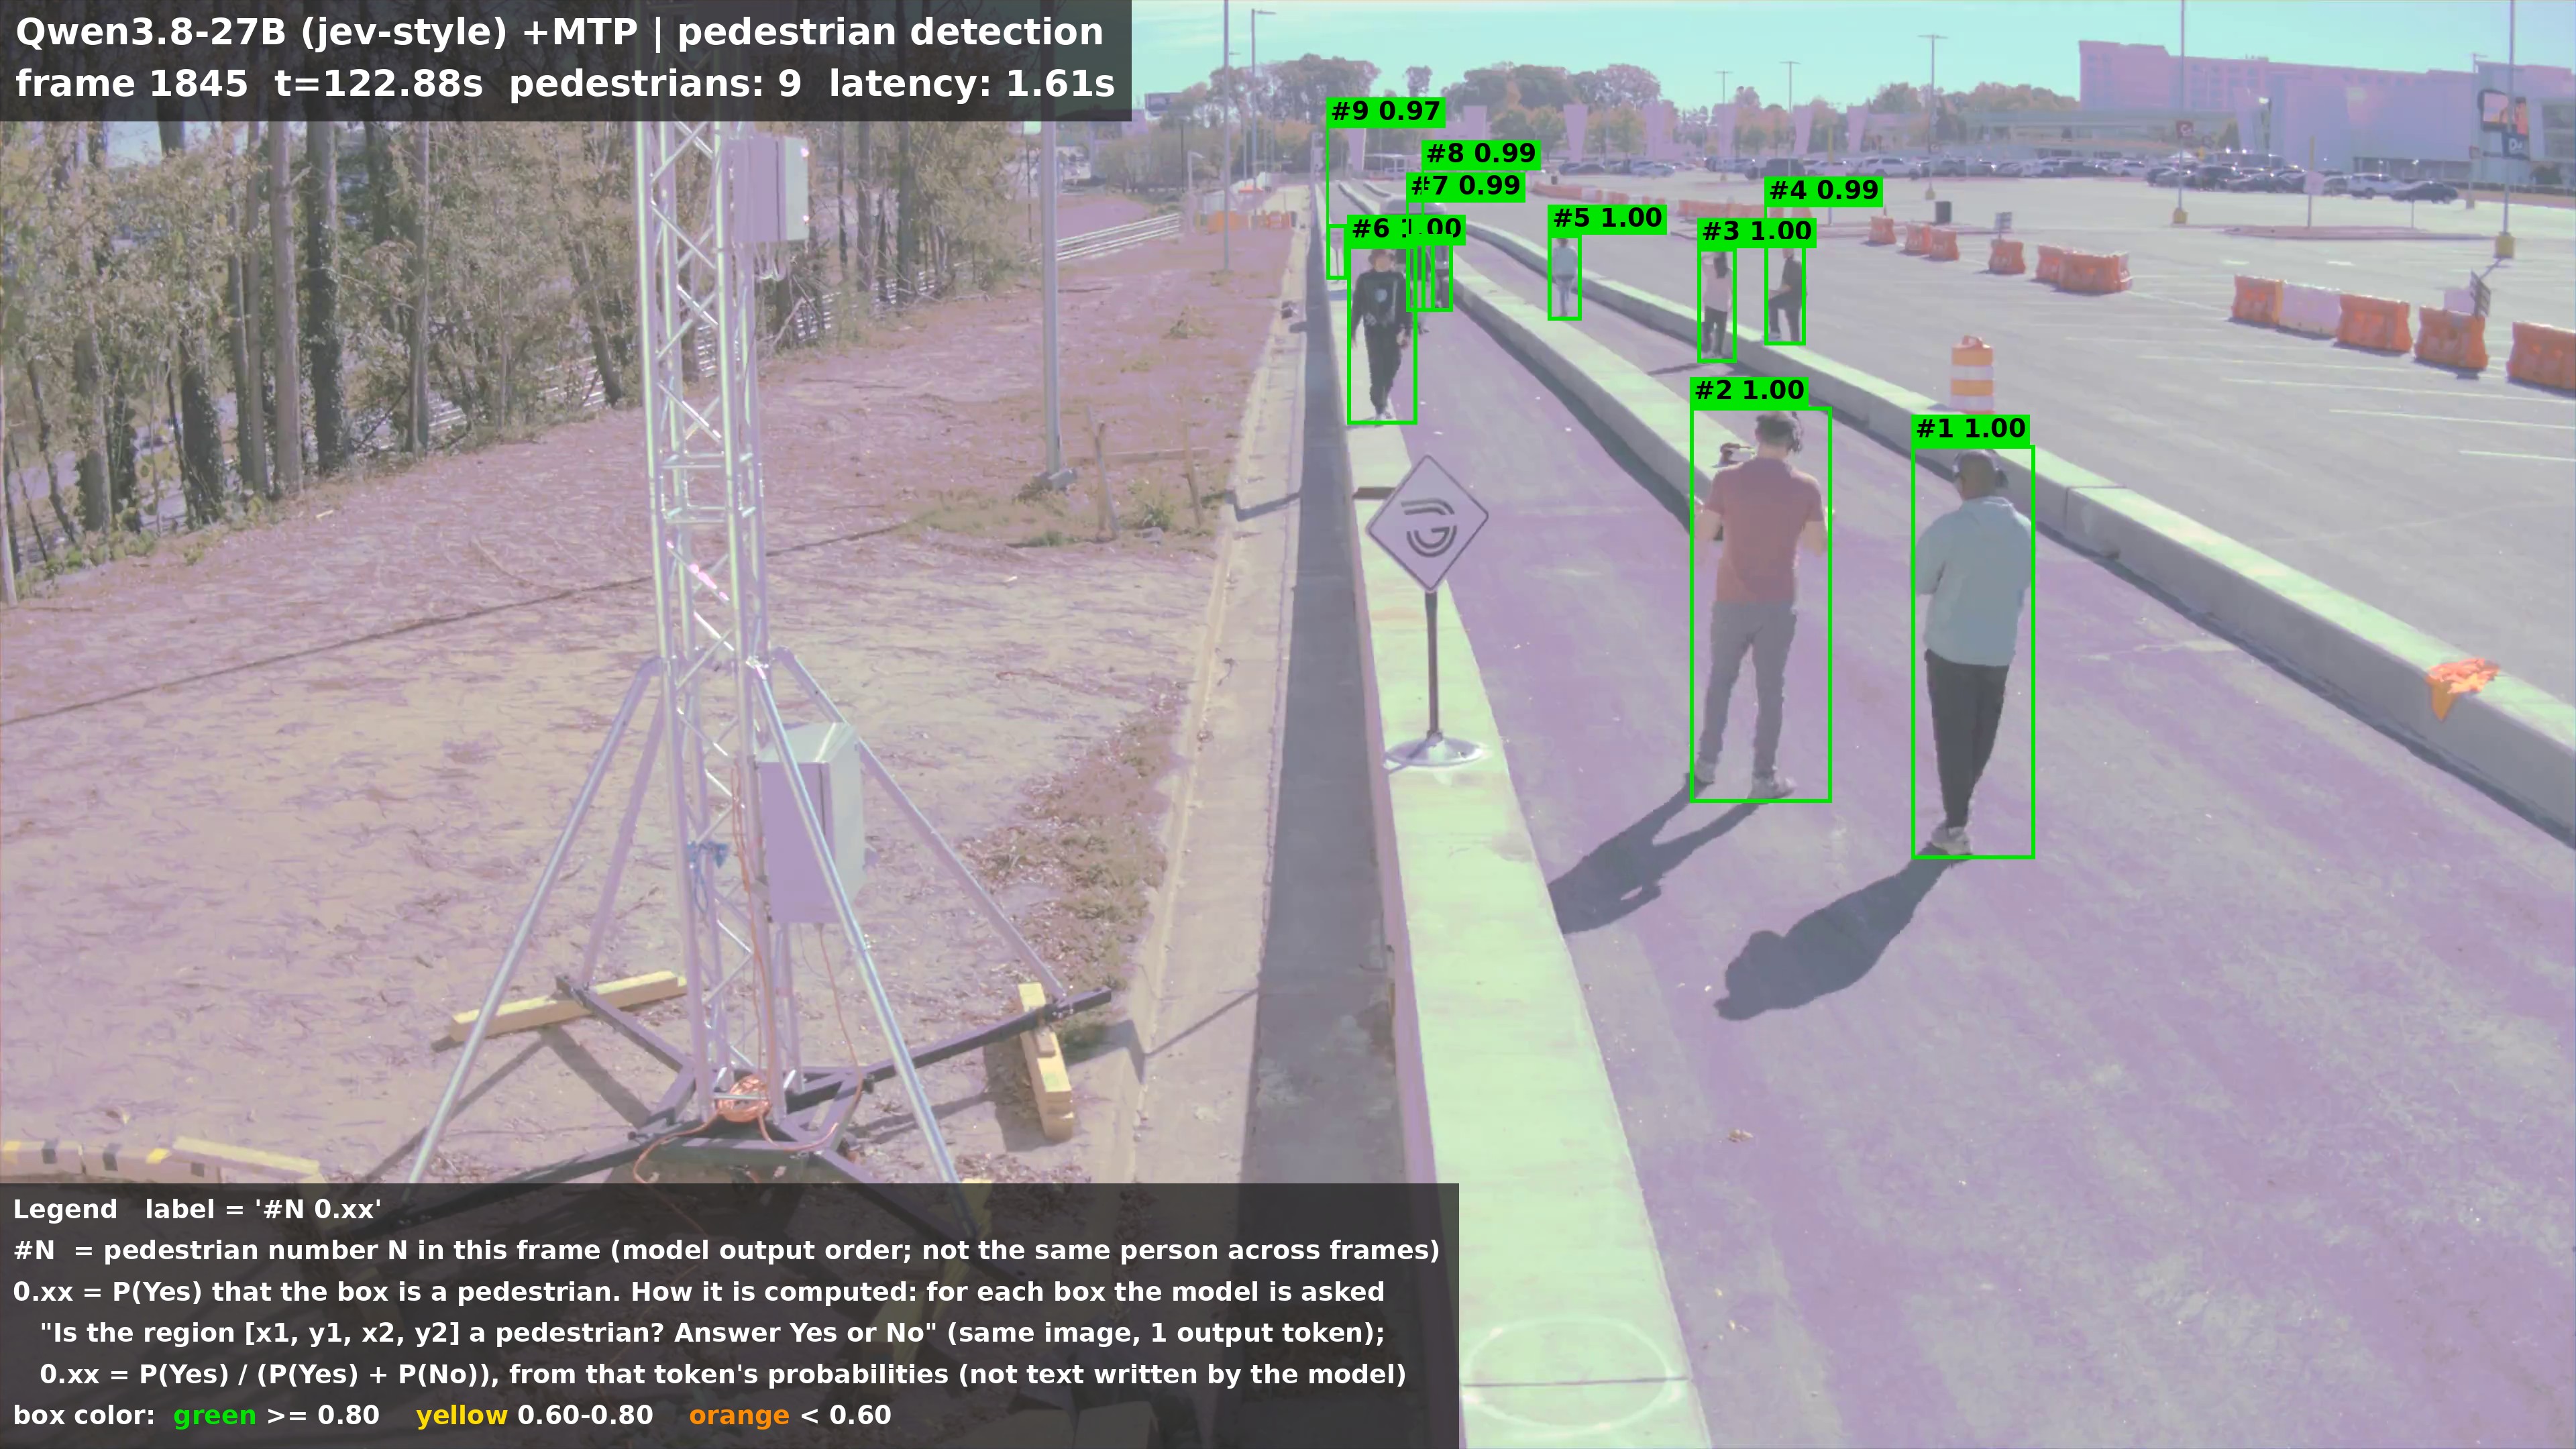 Qwen3.8-27B (jev-style) +MTP | pedestrian detection
frame 1845  t=122.88s  pedestrians: 9  latency: 1.61s
#9 0.97
#8 0.99
#7 0.99
#4 0.99
#5 1.00
#6 1.00
#3 1.00
#2 1.00
#1 1.00
Legend   label = '#N 0.xx'
#N  = pedestrian number N in this frame (model output order; not the same person across frames)
0.xx = P(Yes) that the box is a pedestrian. How it is computed: for each box the model is asked
"Is the region [x1, y1, x2, y2] a pedestrian? Answer Yes or No" (same image, 1 output token);
0.xx = P(Yes) / (P(Yes) + P(No)), from that token's probabilities (not text written by the model)
box color:  green >= 0.80    yellow 0.60-0.80    orange < 0.60